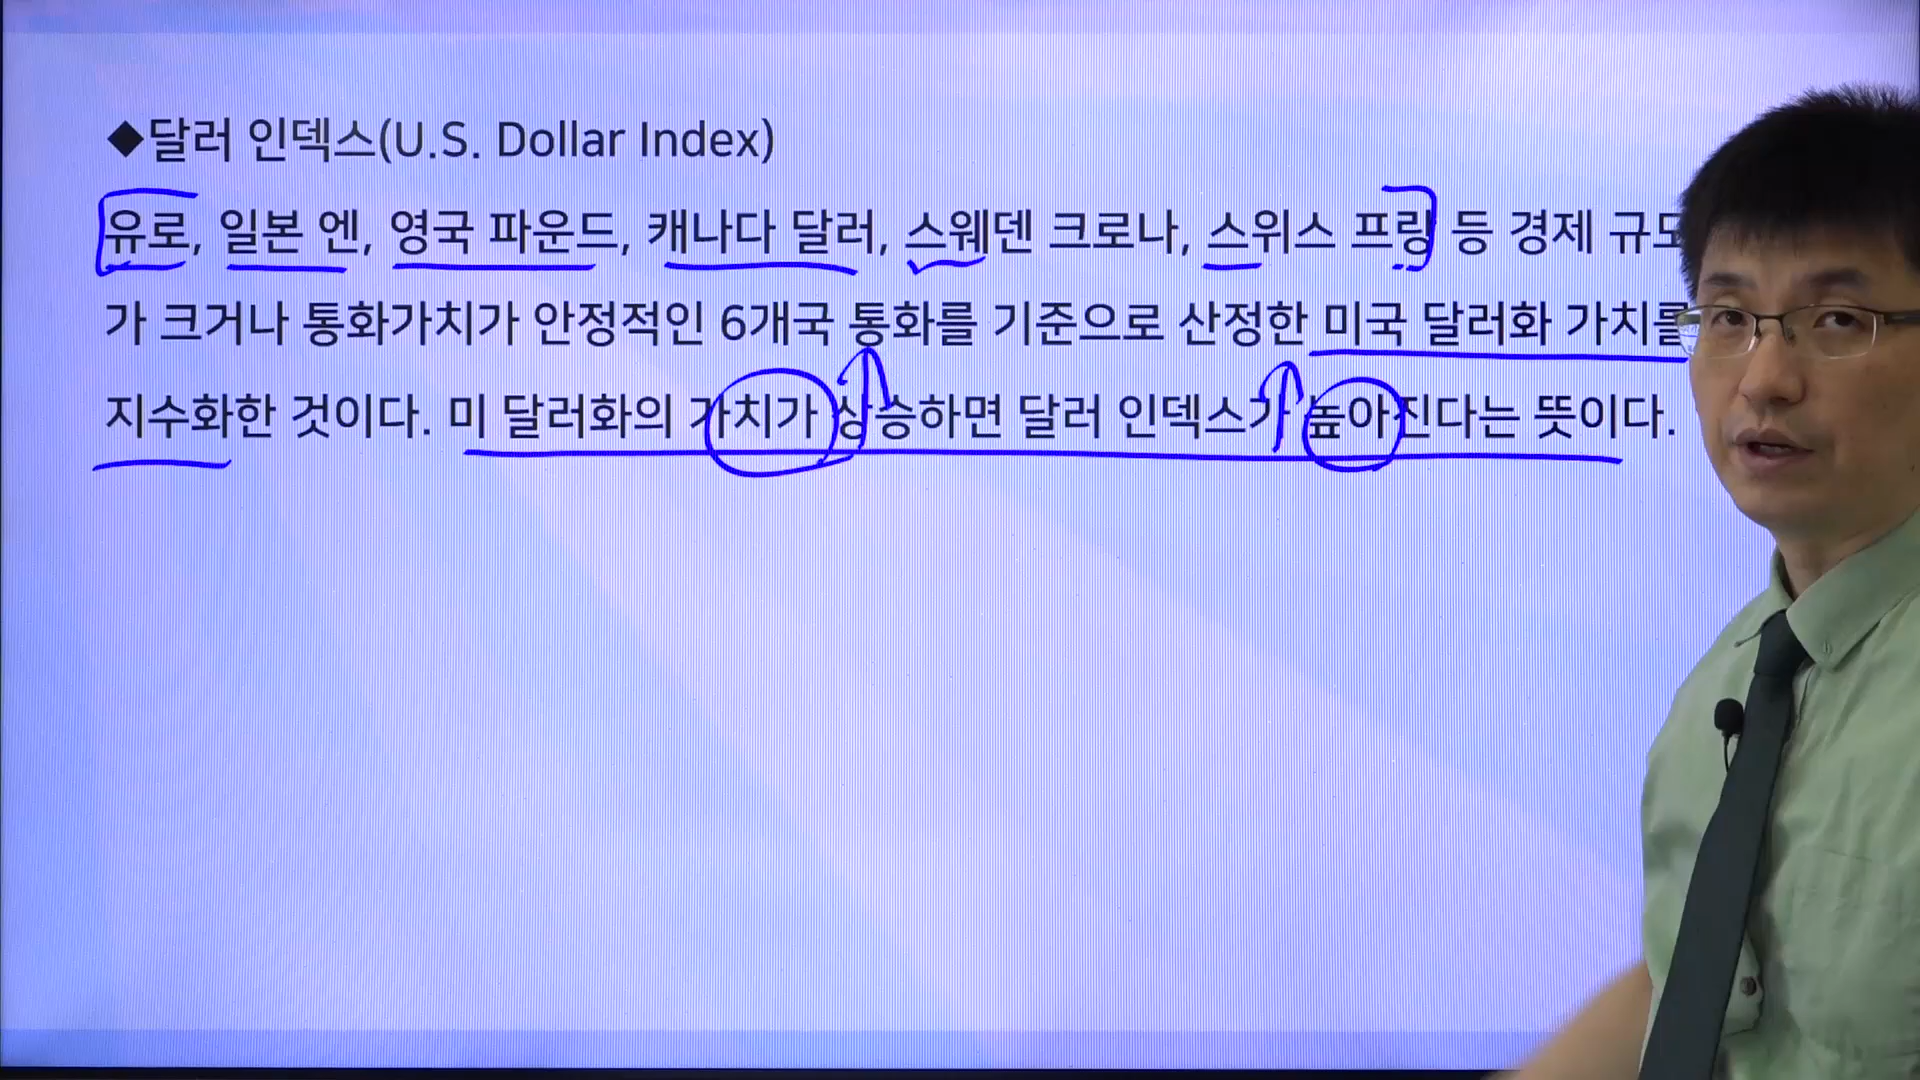 ◆달러 인덱스(U.S. Dollar Index)
유로, 일본 엔, 영국 파운드, 캐나다 달러, 스웨덴 크로나, 스위스 프랑 등 경제 규모
가 크거나 통화가치가 안정적인 6개국 통화를 기준으로 산정한 미국 달러화 가치를
지수화한 것이다. 미 달러화의 가치가 상승하면 달러 인덱스가 높아진다는 뜻이다.